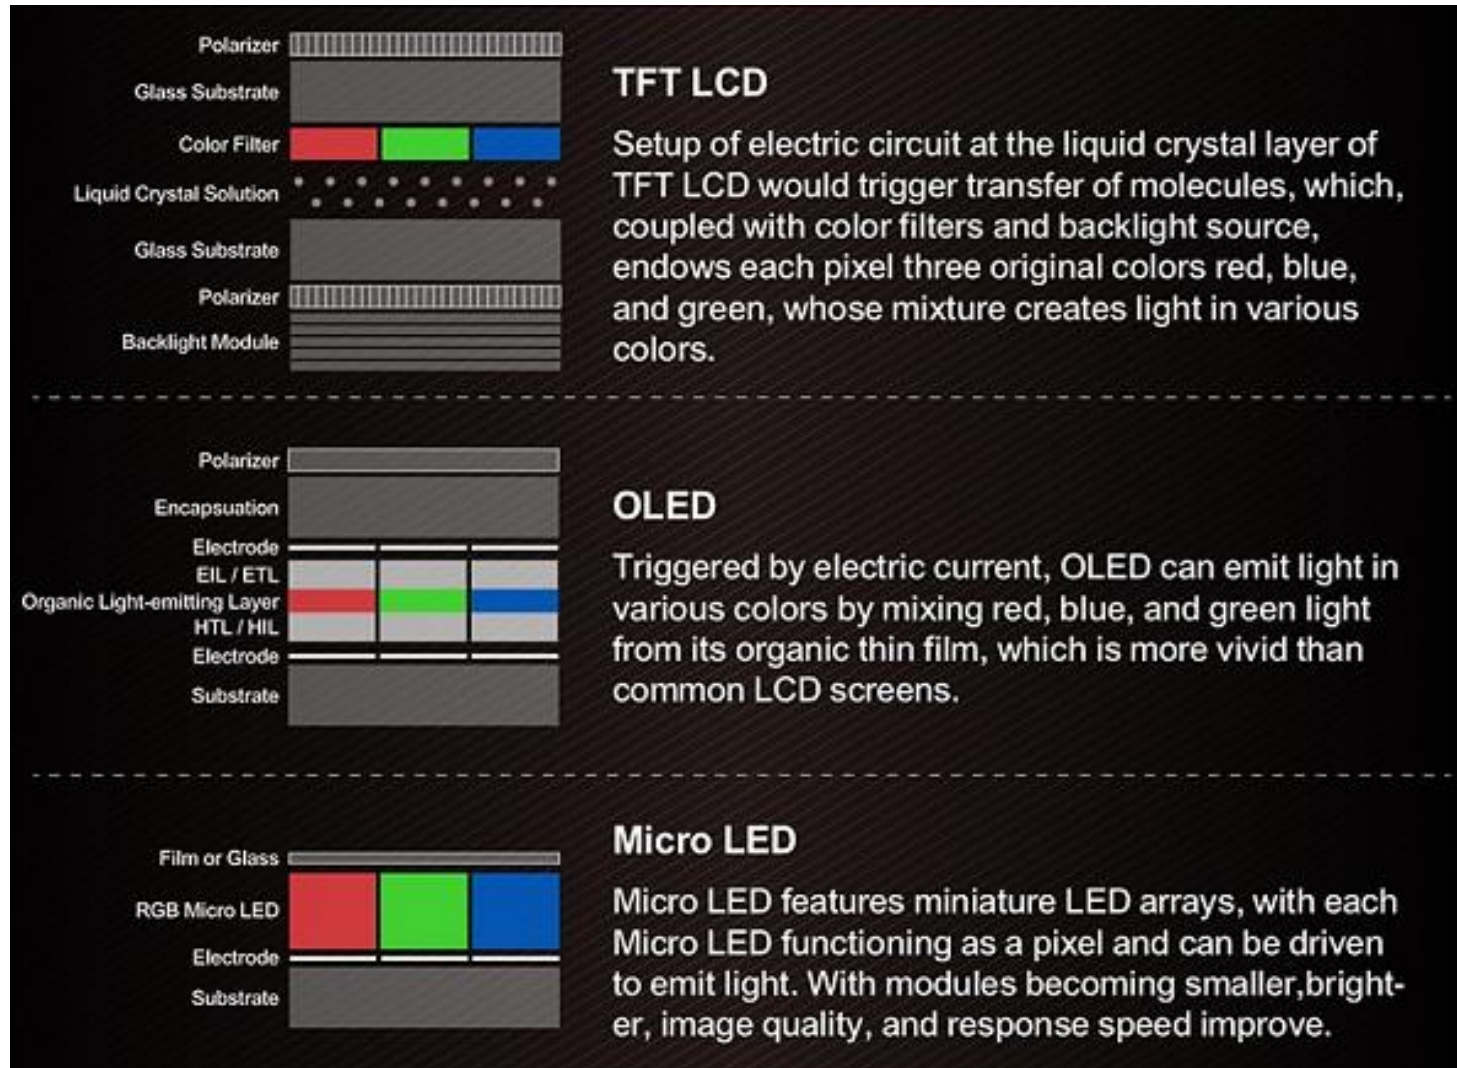 Polarizer
Glass Substrate
Color Filter
Liquid Crystal Solution
Glass Substrate
Polarizer
Backlight Module
TFT LCD
Setup of electric circuit at the liquid crystal layer of
TFT LCD would trigger transfer of molecules, which,
coupled with color filters and backlight source,
endows each pixel three original colors red, blue,
and green, whose mixture creates light in various
colors.
Polarizer
Encapsuation
Electrode
EIL / ETL
Organic Light-emitting Layer
HTL / HIL
Electrode
Substrate
OLED
Triggered by electric current, OLED can emit light in
various colors by mixing red, blue, and green light
from its organic thin film, which is more vivid than
common LCD screens.
Film or Glass
RGB Micro LED
Electrode
Substrate
Micro LED
Micro LED features miniature LED arrays, with each
Micro LED functioning as a pixel and can be driven
to emit light. With modules becoming smaller,bright-
er, image quality, and response speed improve.